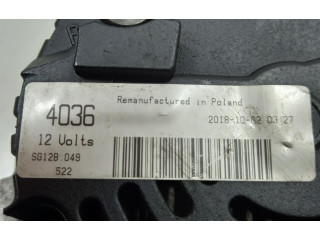 Remanufactured in Poland
4036
2018-10-02 03:27
12 Volts
SG12B 049
522